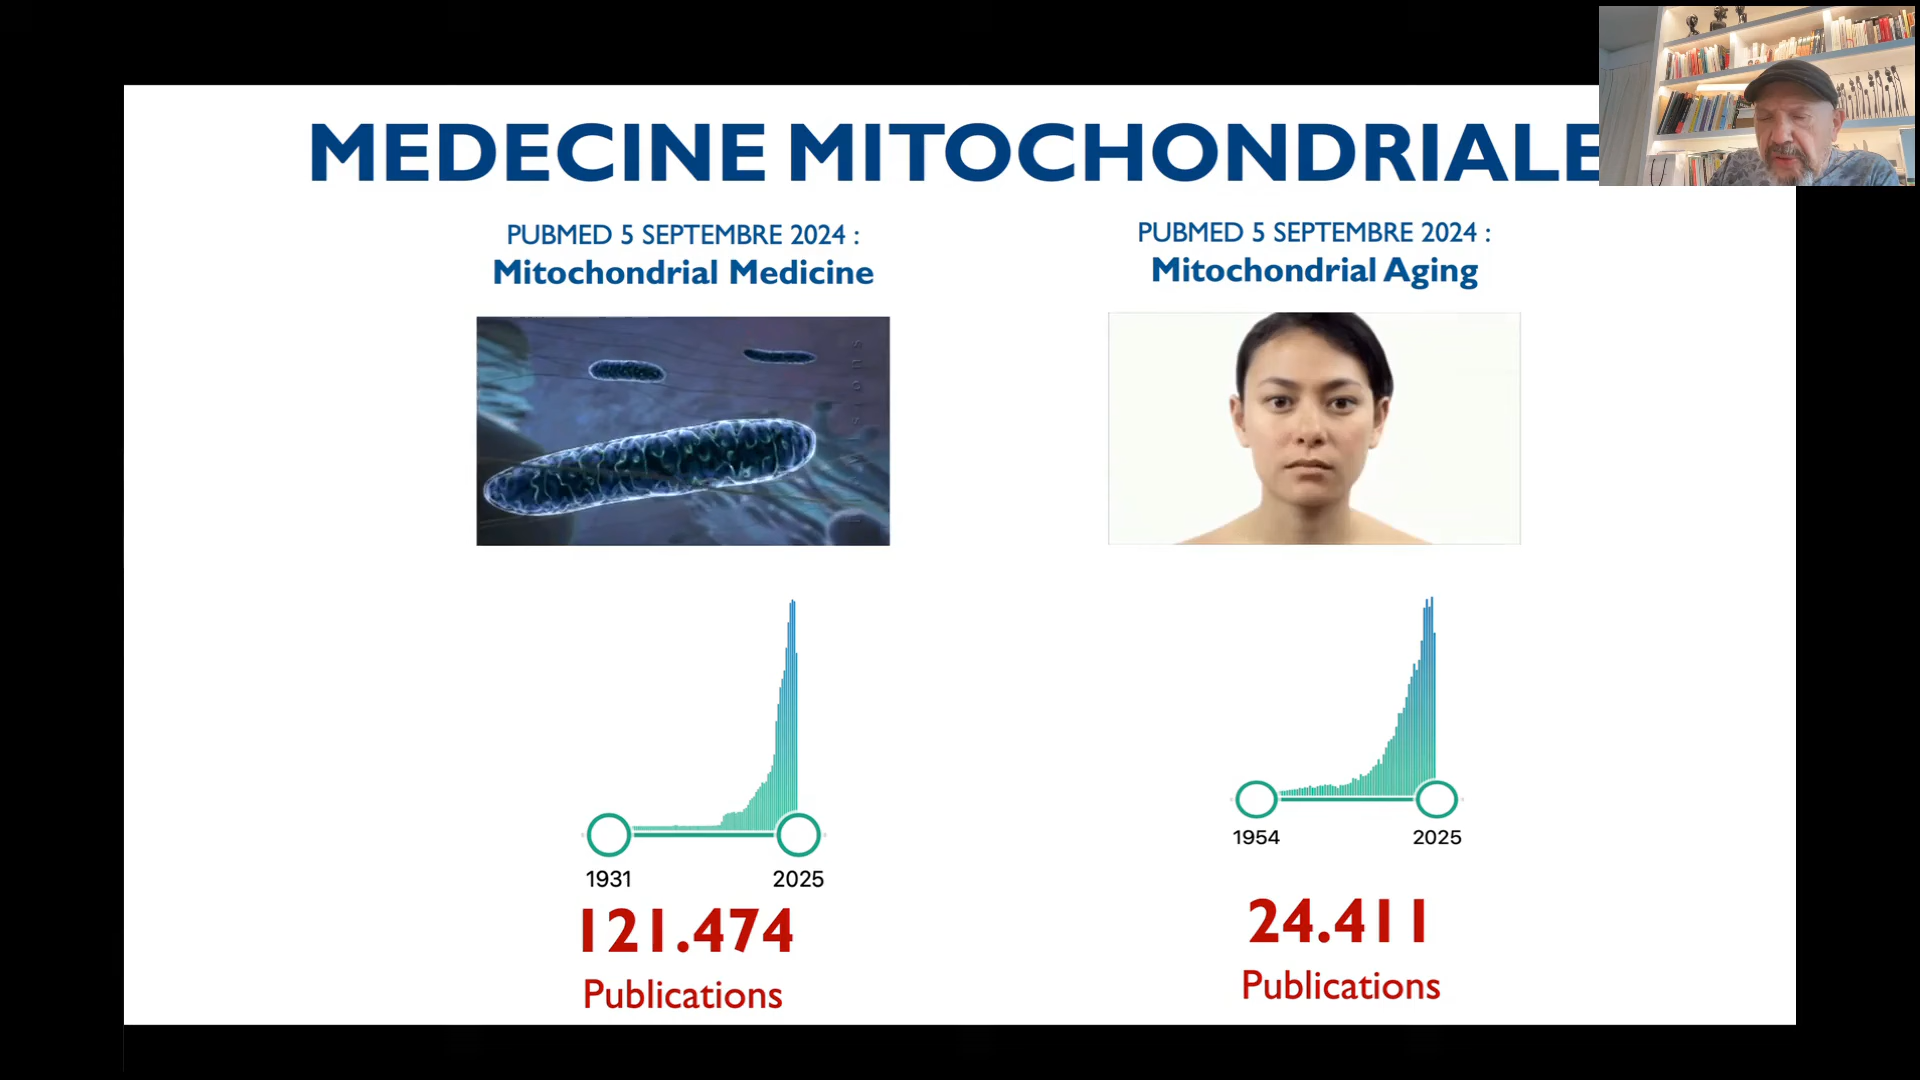 MEDECINE MITOCHONDRIALE
PUBMED 5 SEPTEMBRE 2024 :
Mitochondrial Medicine
1931
2025
121.474
Publications
PUBMED 5 SEPTEMBRE 2024 :
Mitochondrial Aging
1954
2025
24.411
Publications